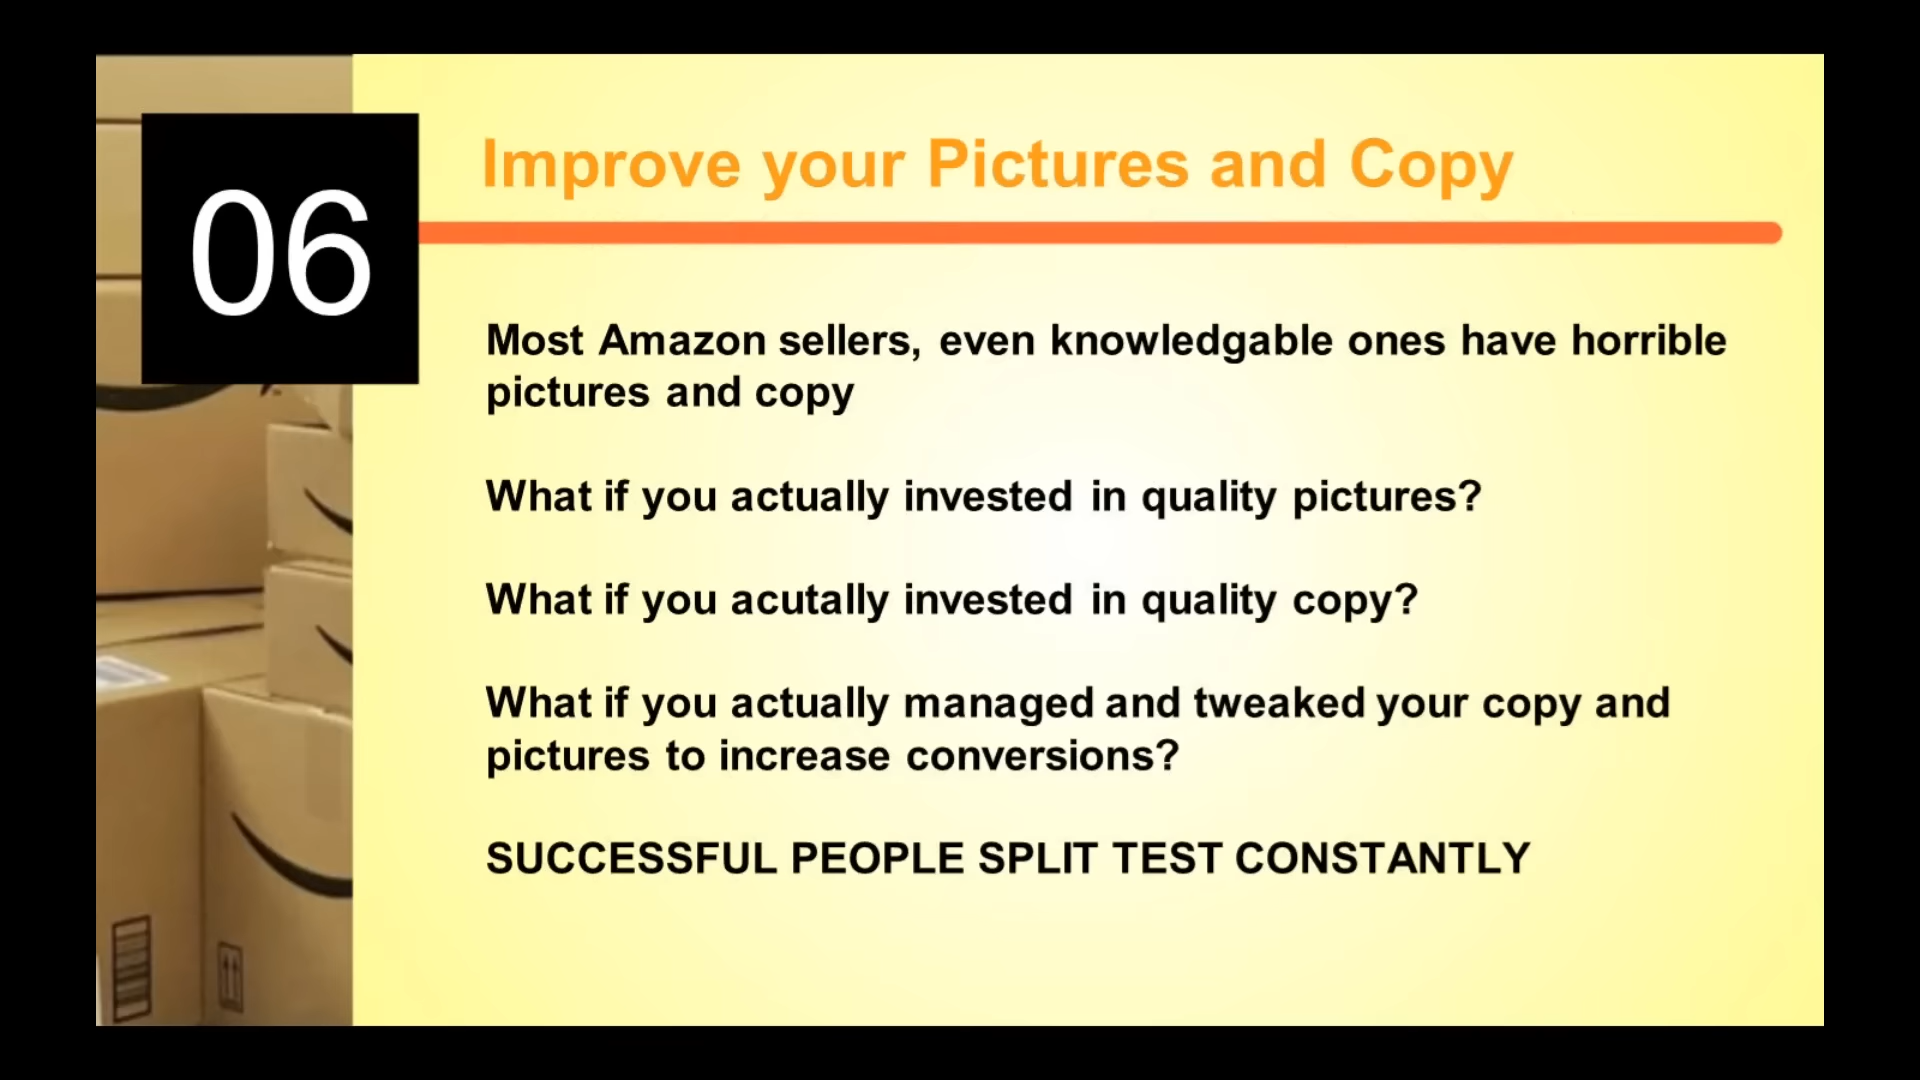 06
Improve your Pictures and Copy
Most Amazon sellers, even knowledgable ones have horrible
pictures and copy
What if you actually invested in quality pictures?
What if you acutally invested in quality copy?
What if you actually managed and tweaked your copy and
pictures to increase conversions?
SUCCESSFUL PEOPLE SPLIT TEST CONSTANTLY